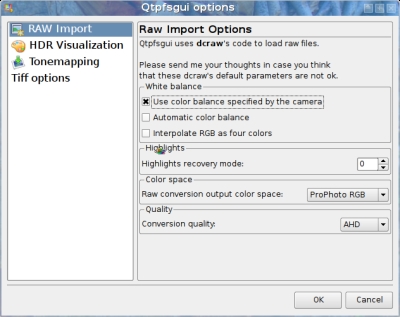 Qtpfsgui options
RAW Import
HDR Visualization
Tonemapping
Tiff options
Raw Import Options
Qtpfsgui uses dcraw's code to load raw files.
Please send me your thoughts in case you think
that these dcraw's default parameters are not ok.
White balance
Use color balance specified by the camera
Automatic color balance
Interpolate RGB as four colors
Highlights
Highlights recovery mode: 0
Color space
Raw conversion output color space: ProPhoto RGB
Quality
Conversion quality: AHD
OK Cancel